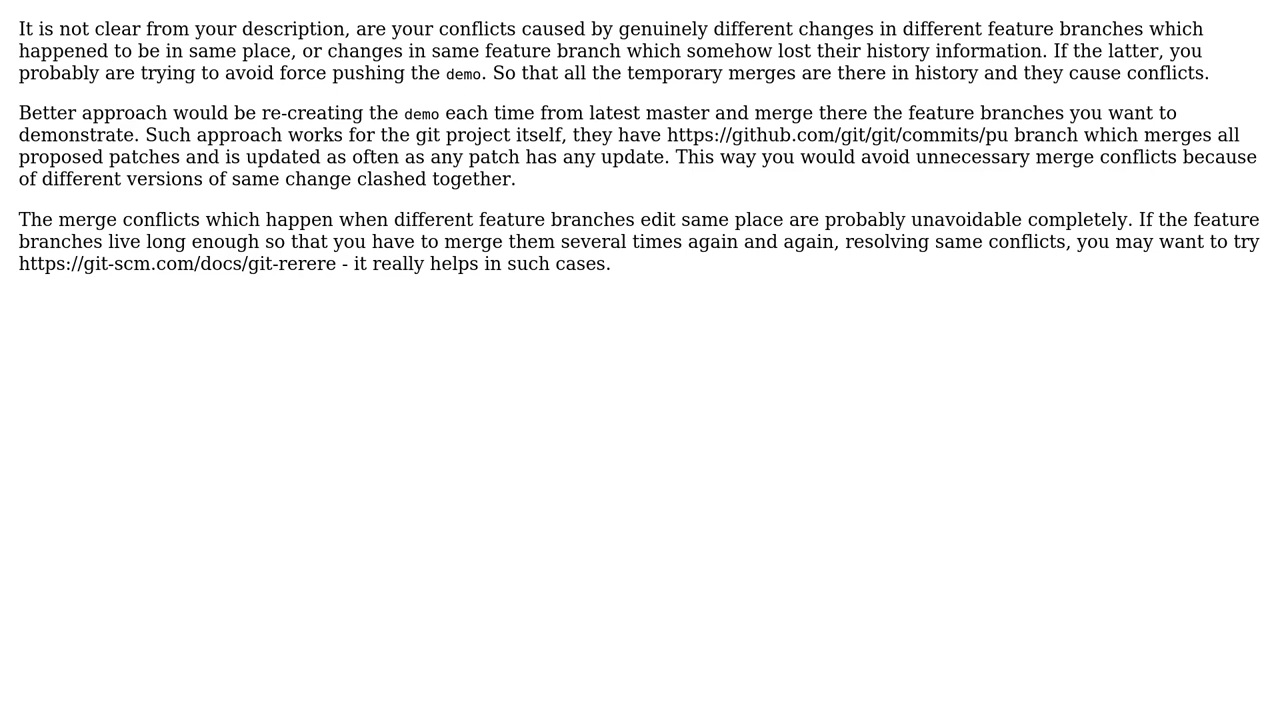 It is not clear from your description, are your conflicts caused by genuinely different changes in different feature branches which
happened to be in same place, or changes in same feature branch which somehow lost their history information. If the latter, you
probably are trying to avoid force pushing the demo. So that all the temporary merges are there in history and they cause conflicts.
Better approach would be re-creating the demo each time from latest master and merge there the feature branches you want to
demonstrate. Such approach works for the git project itself, they have https://github.com/git/git/commits/pu branch which merges all
proposed patches and is updated as often as any patch has any update. This way you would avoid unnecessary merge conflicts because
of different versions of same change clashed together.
The merge conflicts which happen when different feature branches edit same place are probably unavoidable completely. If the feature
branches live long enough so that you have to merge them several times again and again, resolving same conflicts, you may want to try
https://git-scm.com/docs/git-rerere - it really helps in such cases.